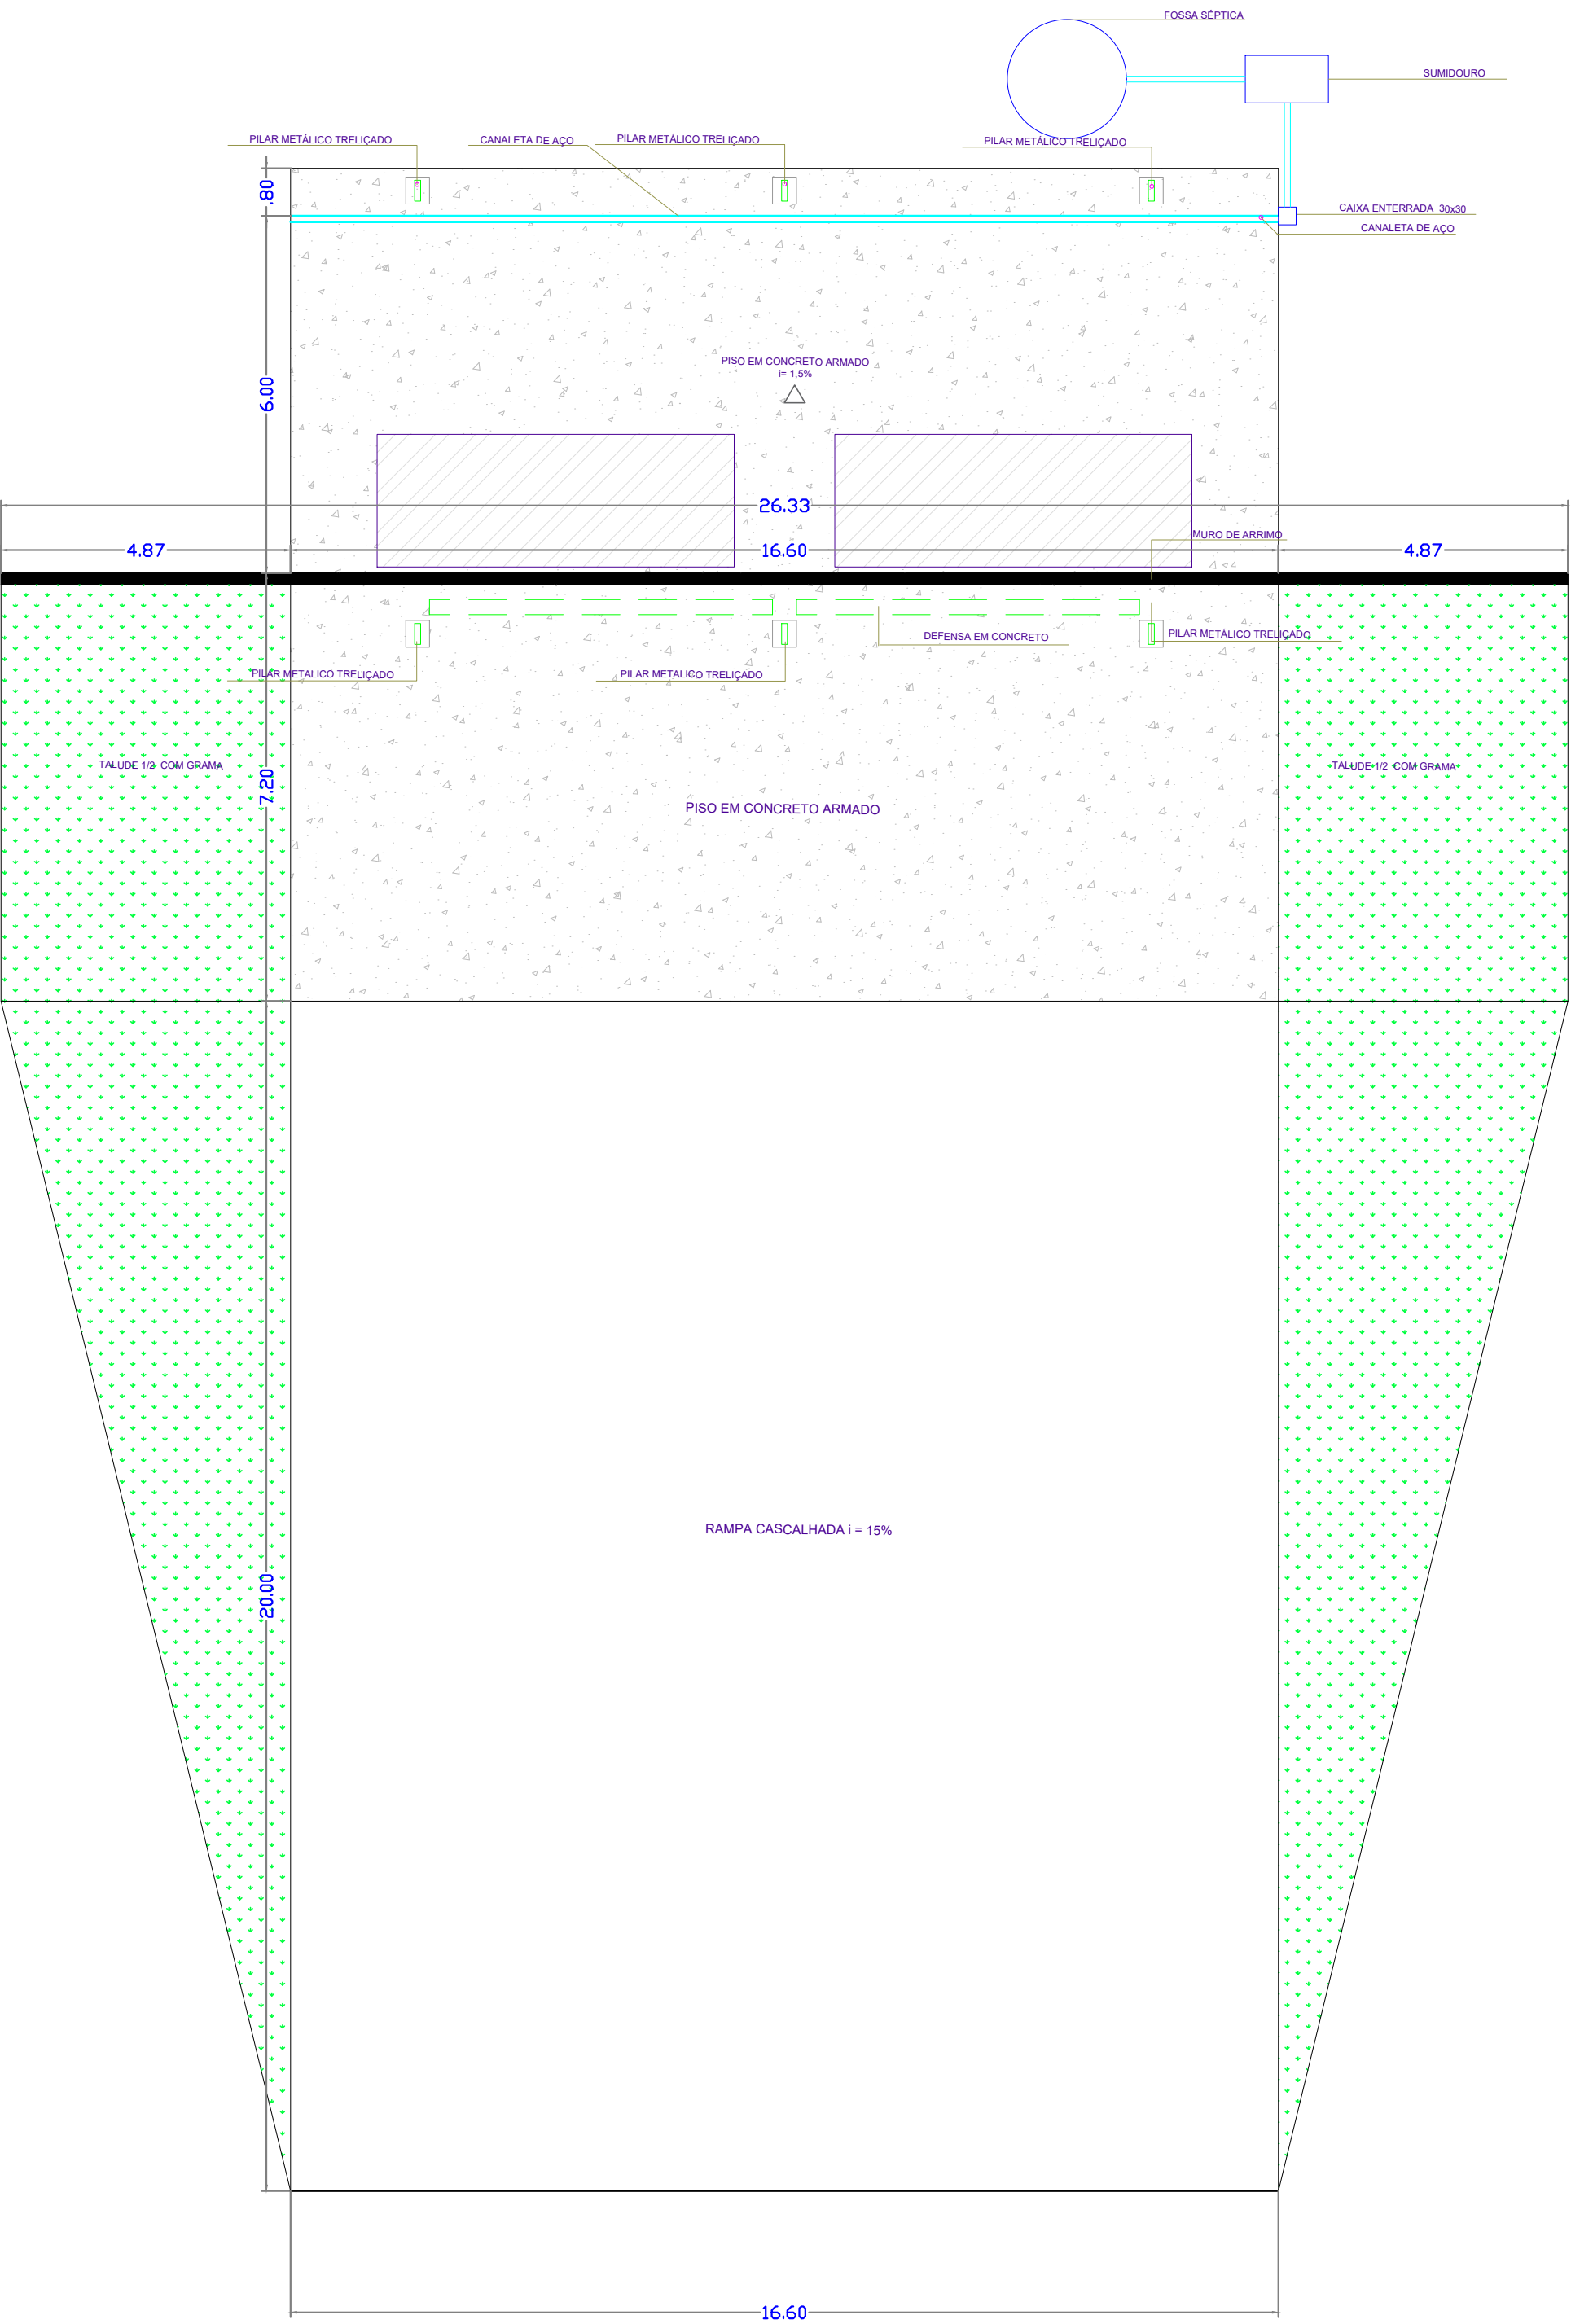 FOSSA SÉPTICA
SUMIDOURO
PILAR METÁLICO TRELIÇADO
CANALETA DE AÇO
PILAR METÁLICO TRELIÇADO
PILAR METÁLICO TRELIÇADO
.80
CAIXA ENTERRADA 30x30
CANALETA DE AÇO
PISO EM CONCRETO ARMADO
i= 1,5%
6.00
26.33
MURO DE ARRIMO
4.87
16.60
4.87
DEFENSA EM CONCRETO
PILAR METÁLICO TRELIÇADO
PILAR METALICO TRELIÇADO
PILAR METALICO TRELIÇADO
TALUDE 1/2 COM GRAMA
TALUDE 1/2 COM GRAMA
7.20
PISO EM CONCRETO ARMADO
RAMPA CASCALHADA i = 15%
20.00
16.60